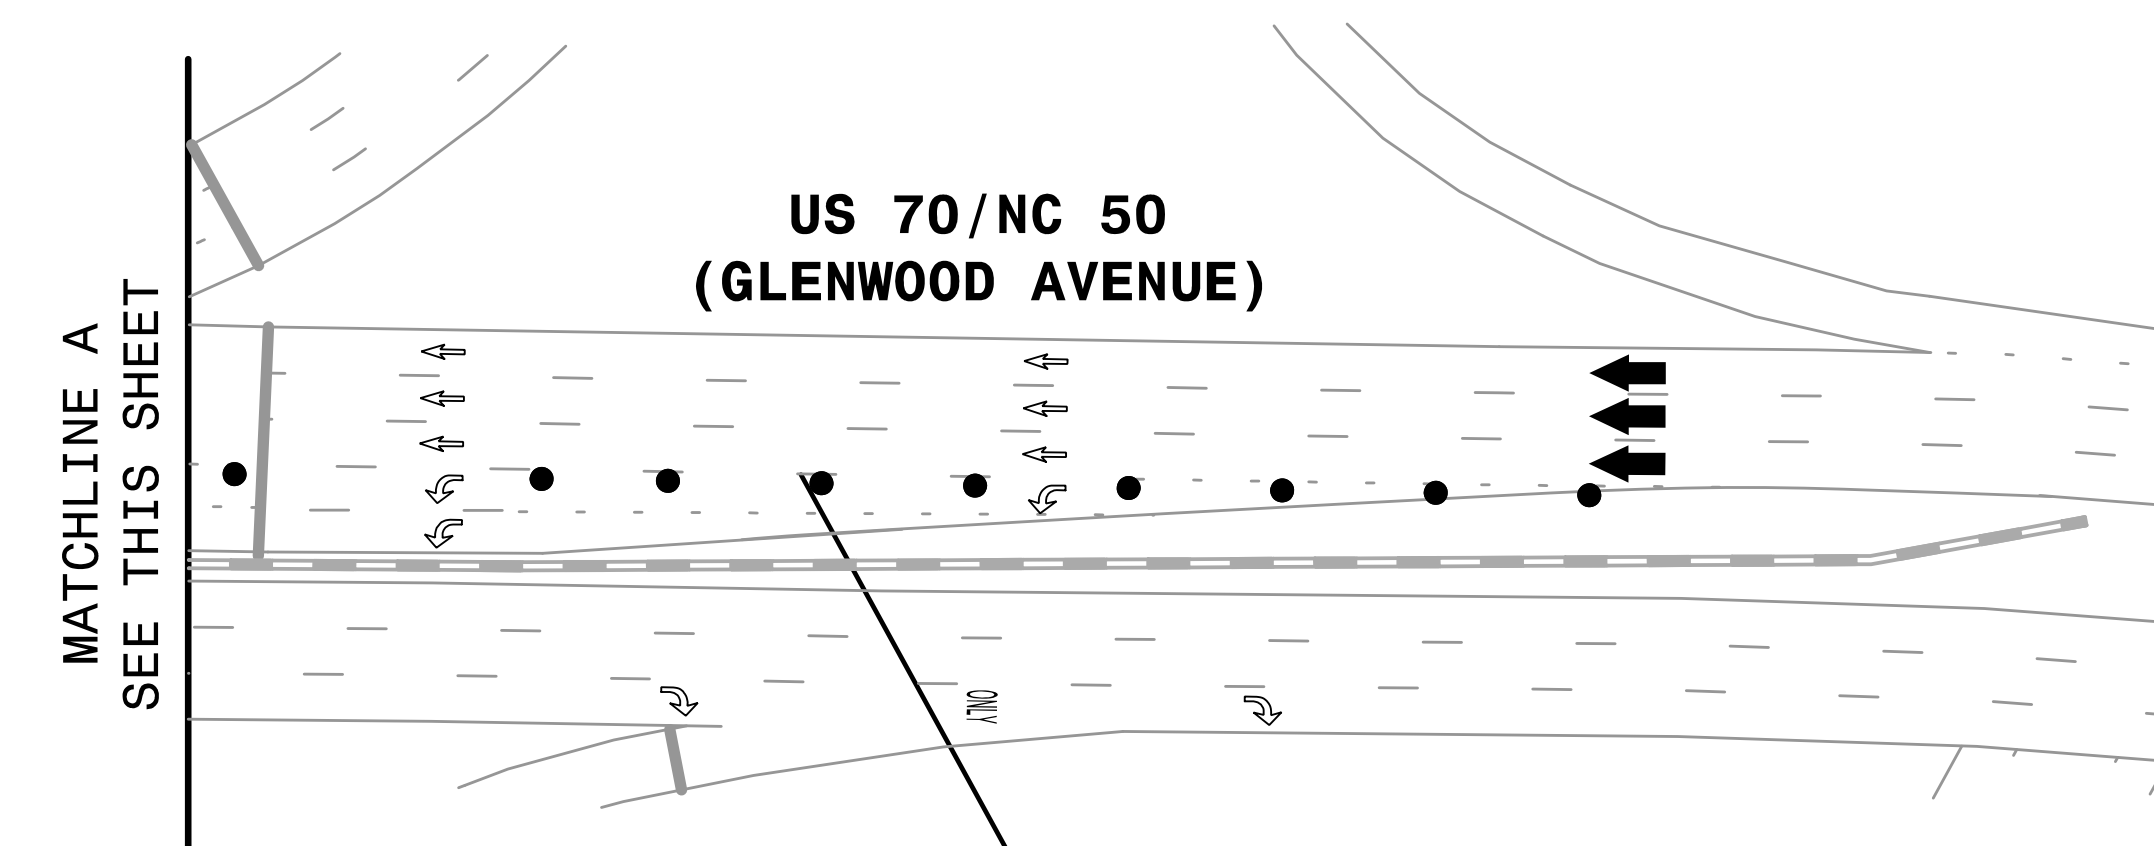 MATCHLINE A
SEE THIS SHEET
US 70/NC 50
(GLENWOOD AVENUE)
ONLY